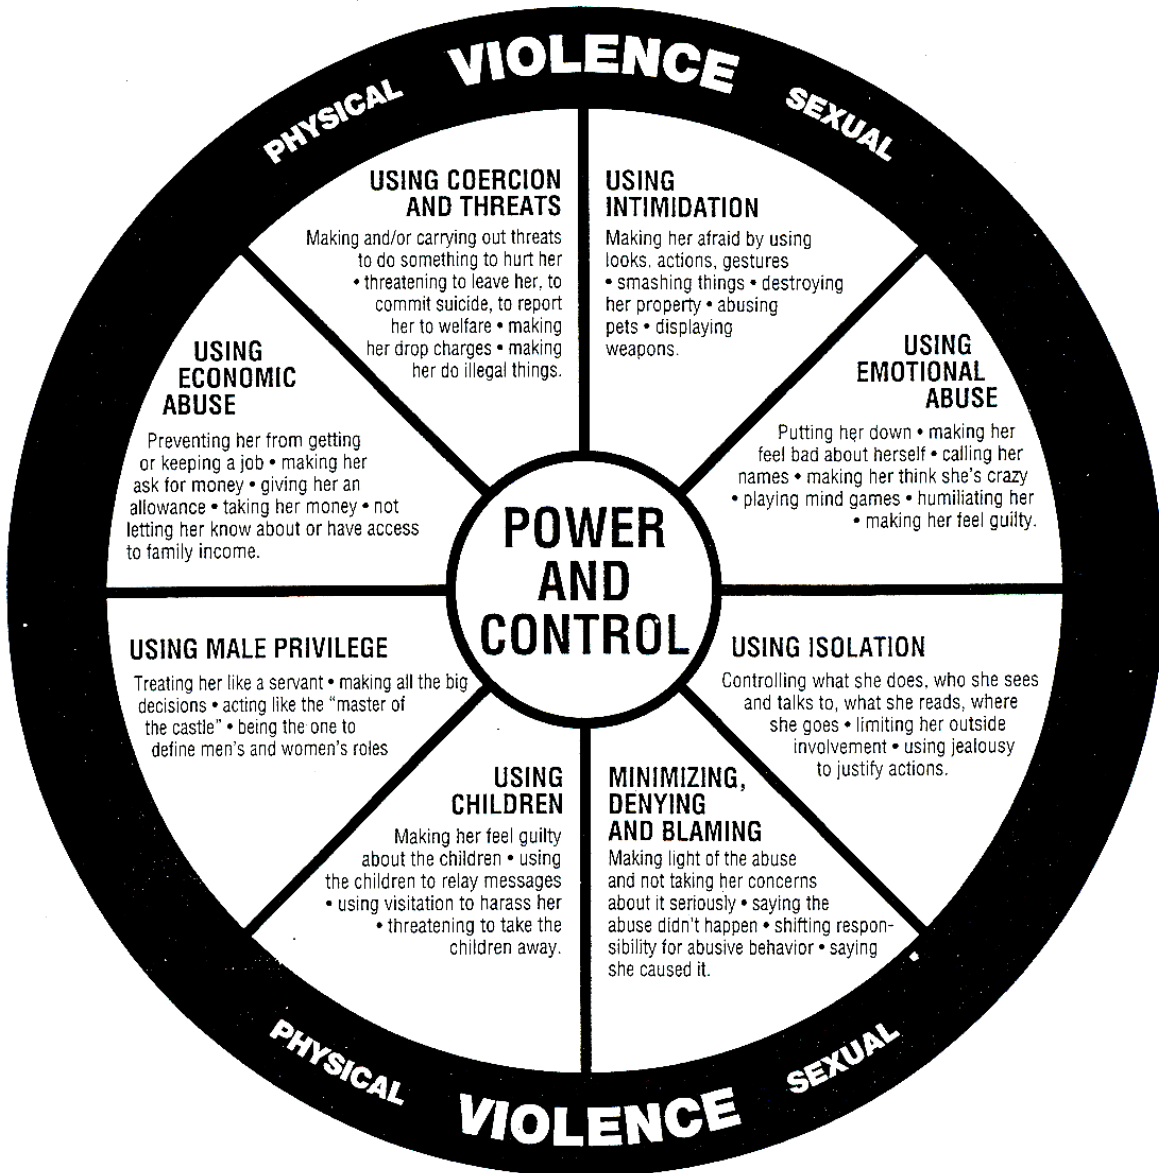 PHYSICAL VIOLENCE SEXUAL
USING COERCION
AND THREATS
Making and/or carrying out threats
to do something to hurt her
• threatening to leave her, to
commit suicide, to report
her to welfare • making
her drop charges • making
her do illegal things.
USING
INTIMIDATION
Making her afraid by using
looks, actions, gestures
• smashing things • destroying
her property • abusing
pets • displaying
weapons.
USING
EMOTIONAL
ABUSE
Putting her down • making her
feel bad about herself • calling her
names • making her think she's crazy
• playing mind games • humiliating her
• making her feel guilty.
USING ISOLATION
Controlling what she does, who she sees
and talks to, what she reads, where
she goes • limiting her outside
involvement • using jealousy
to justify actions.
MINIMIZING,
DENYING
AND BLAMING
Making light of the abuse
and not taking her concerns
about it seriously • saying the
abuse didn't happen • shifting respon-
sibility for abusive behavior • saying
she caused it.
USING
CHILDREN
Making her feel guilty
about the children • using
the children to relay messages
• using visitation to harass her
• threatening to take the
children away.
USING MALE PRIVILEGE
Treating her like a servant • making all the big
decisions • acting like the "master of
the castle" • being the one to
define men's and women's roles
USING
ECONOMIC
ABUSE
Preventing her from getting
or keeping a job • making her
ask for money • giving her an
allowance • taking her money • not
letting her know about or have access
to family income.
POWER
AND
CONTROL
PHYSICAL VIOLENCE SEXUAL